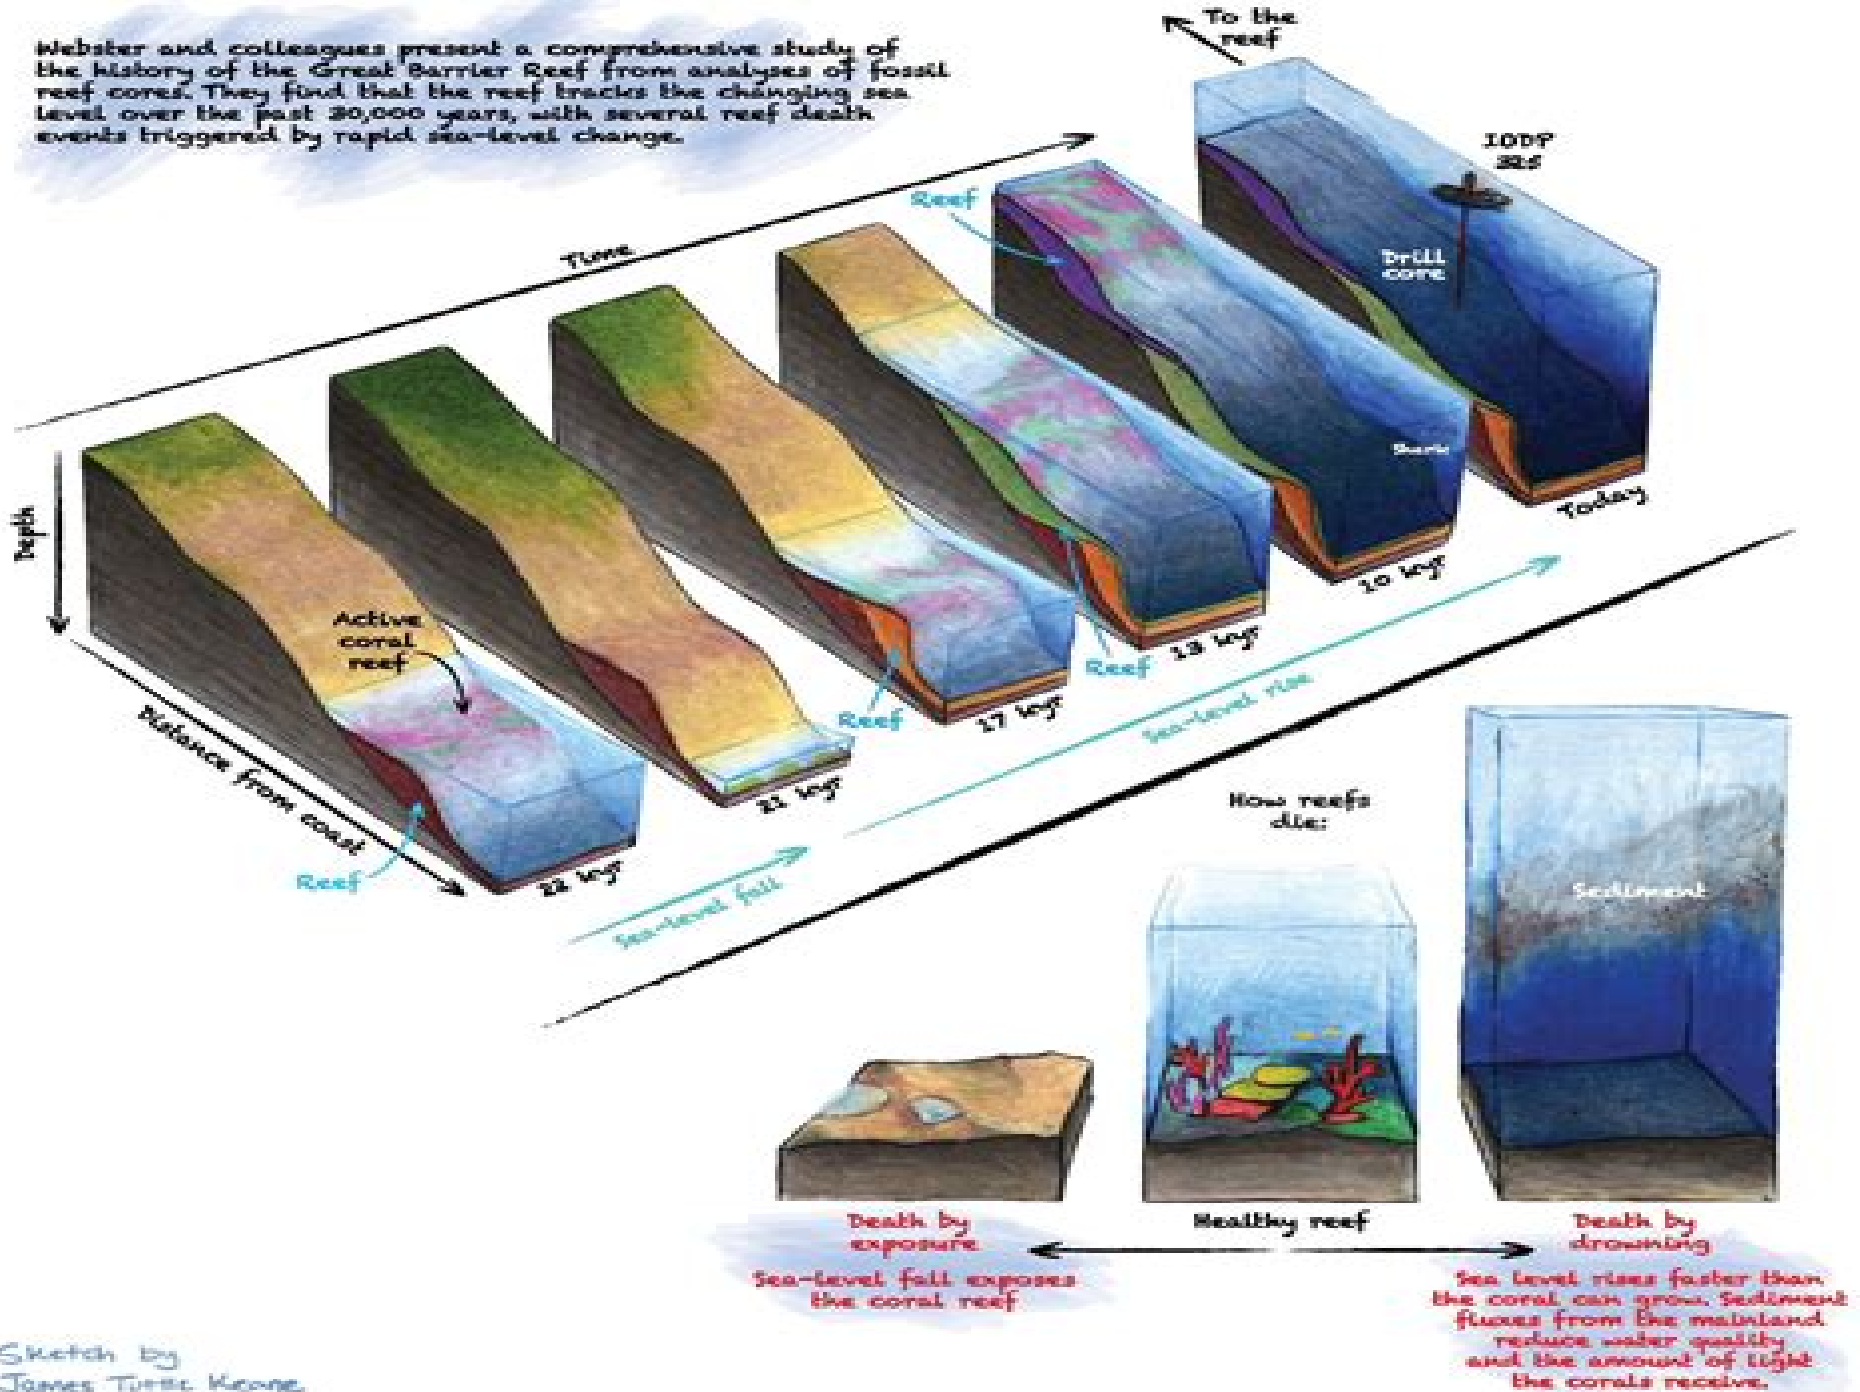 Webster and colleagues present a comprehensive study of
the history of the Great Barrier Reef from analyses of fossil
reef cores. They find that the reef tracks the changing sea
level over the past 30,000 years, with several reef death
events triggered by rapid sea-level change.
To the
reef
IODP
325
Drill
core
Reef
Time
Shark
Today
10 kyr
13 kyr
Reef
17 kyr
Reef
21 kyr
22 kyr
Depth
Active
coral
reef
Distance from coast
Reef
Sea-level fall
Sea-level rise
How reefs
die:
Sediment
Death by
exposure
Sea-level fall exposes
the coral reef
Healthy reef
Death by
drowning
Sea level rises faster than
the coral can grow. Sediment
fluxes from the mainland
reduce water quality
and the amount of light
the corals receive.
Sketch by
James Tuttle Keane